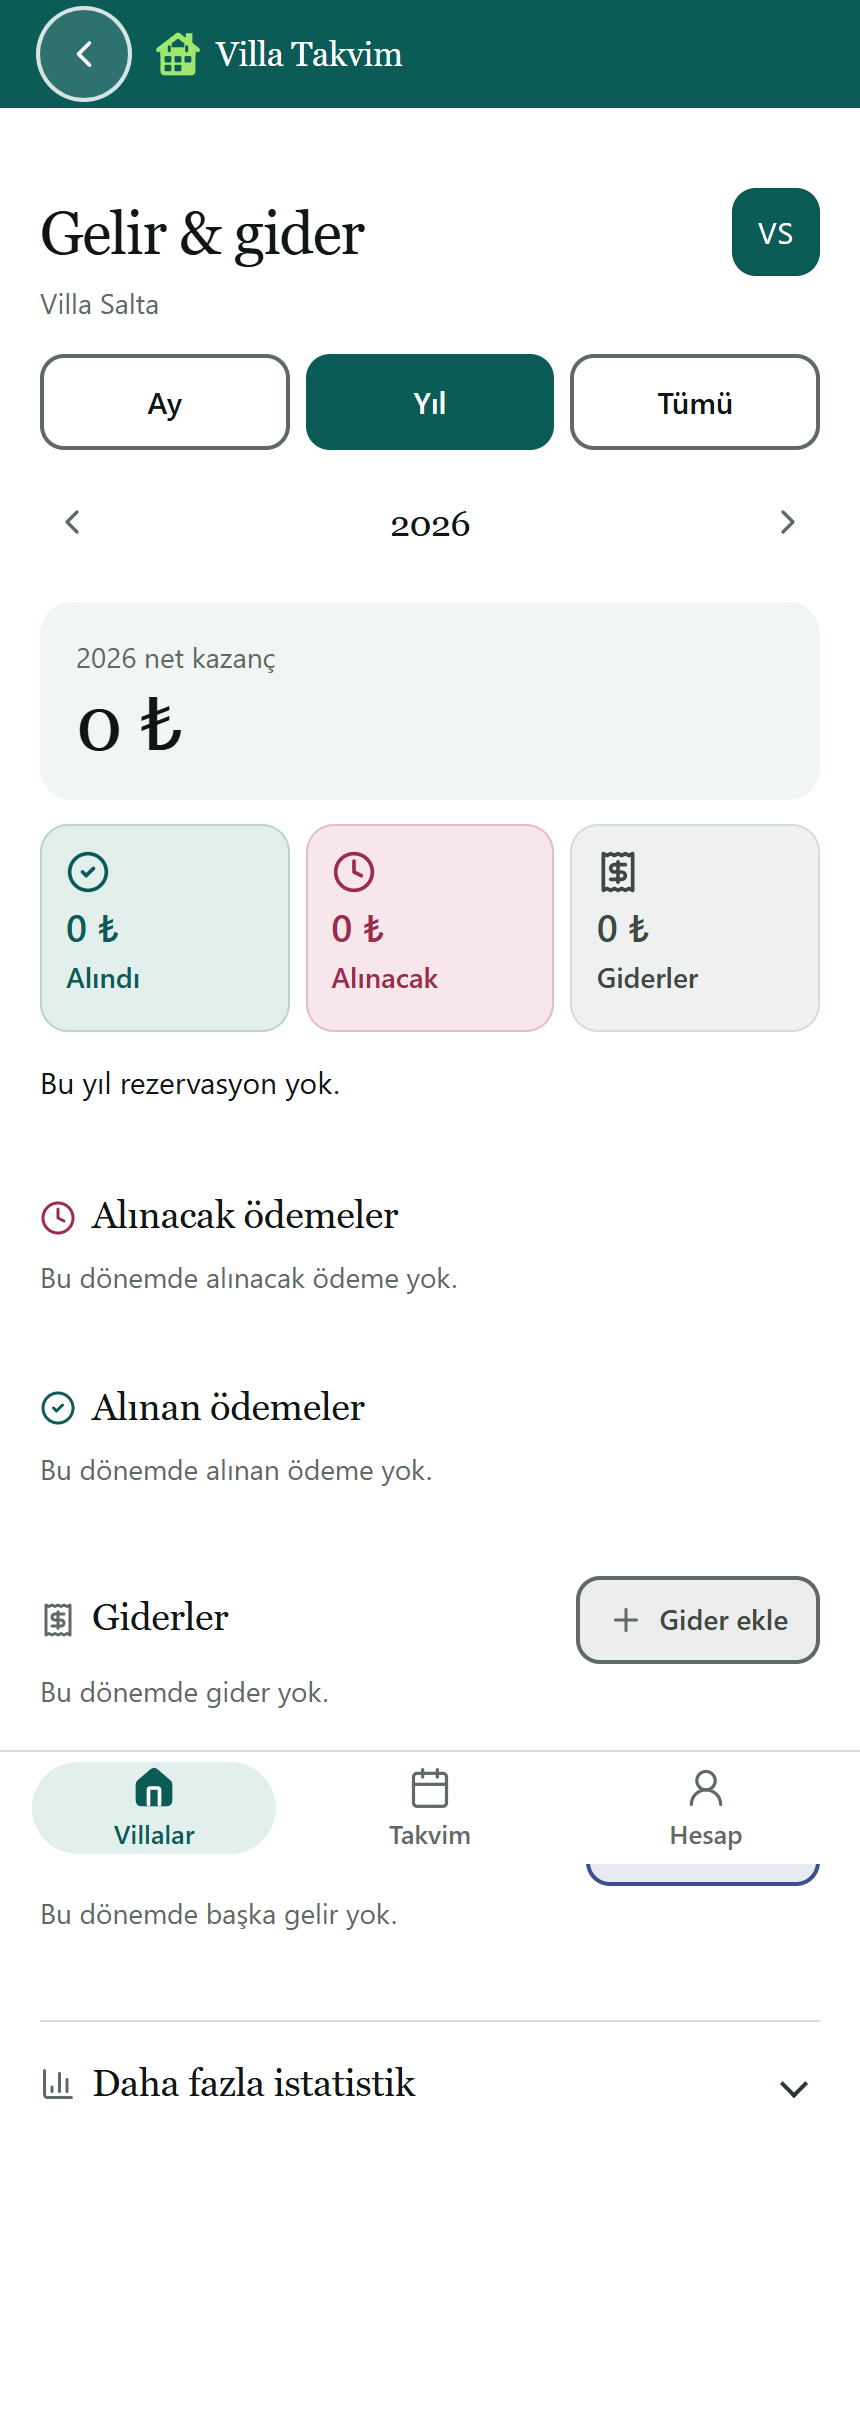 Villa Takvim
Gelir & gider
VS
Villa Salta
Ay
Yıl
Tümü
2026
2026 net kazanç
0 ₺
0 ₺
Alındı
0 ₺
Alınacak
0 ₺
Giderler
Bu yıl rezervasyon yok.
Alınacak ödemeler
Bu dönemde alınacak ödeme yok.
Alınan ödemeler
Bu dönemde alınan ödeme yok.
Giderler
Gider ekle
Bu dönemde gider yok.
Villalar
Takvim
Hesap
Bu dönemde başka gelir yok.
Daha fazla istatistik